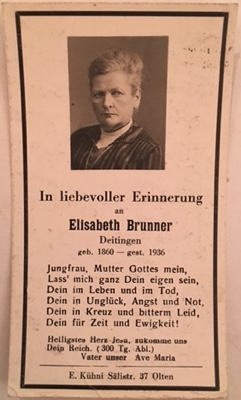 In liebevoller Erinnerung
an
Elisabeth Brunner
Deitingen
geb. 1860 — gest. 1936
Jungfrau, Mutter Gottes mein,
Lass' mich ganz Dein eigen sein,
Dein im Leben und im Tod,
Dein in Unglück, Angst und Not,
Dein in Kreuz und bitterm Leid,
Dein für Zeit und Ewigkeit!
Heiligstes Herz Jesu, zukomme uns
Dein Reich. (300 Tg. Abl.)
Vater unser Ave Maria
E. Kühni Sälistr. 37 Olten